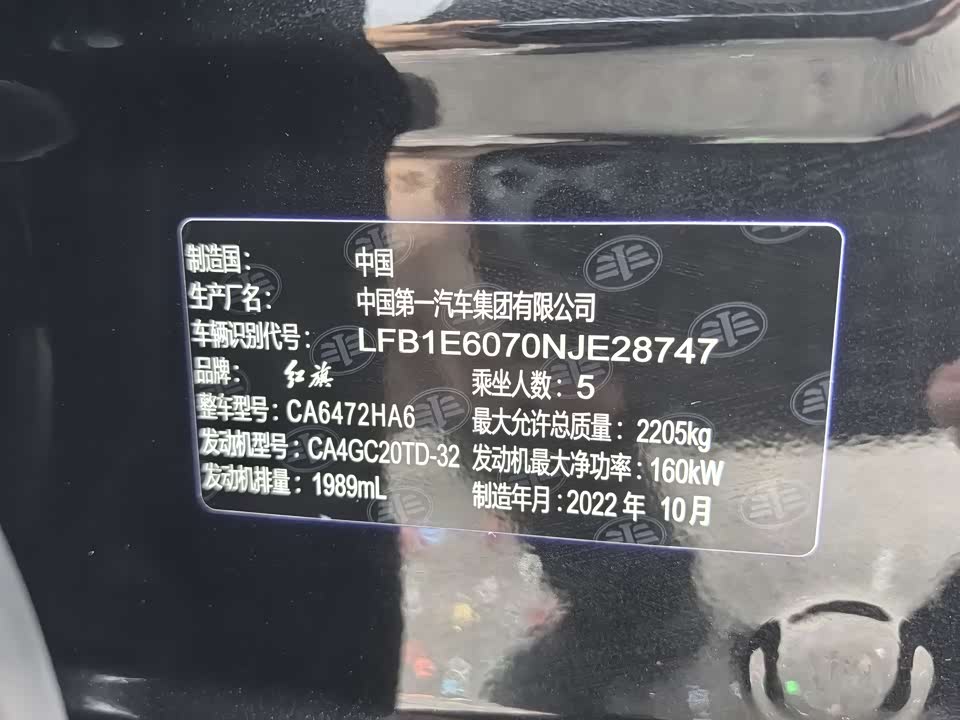 制造国： 中国
生产厂名： 中国第一汽车集团有限公司
车辆识别代号： LFB1E6070NJE28747
品牌： 红旗 乘坐人数：5
整车型号：CA6472HA6 最大允许总质量：2205kg
发动机型号：CA4GC20TD-32 发动机最大净功率：160kW
发动机排量：1989mL 制造年月：2022年 10月